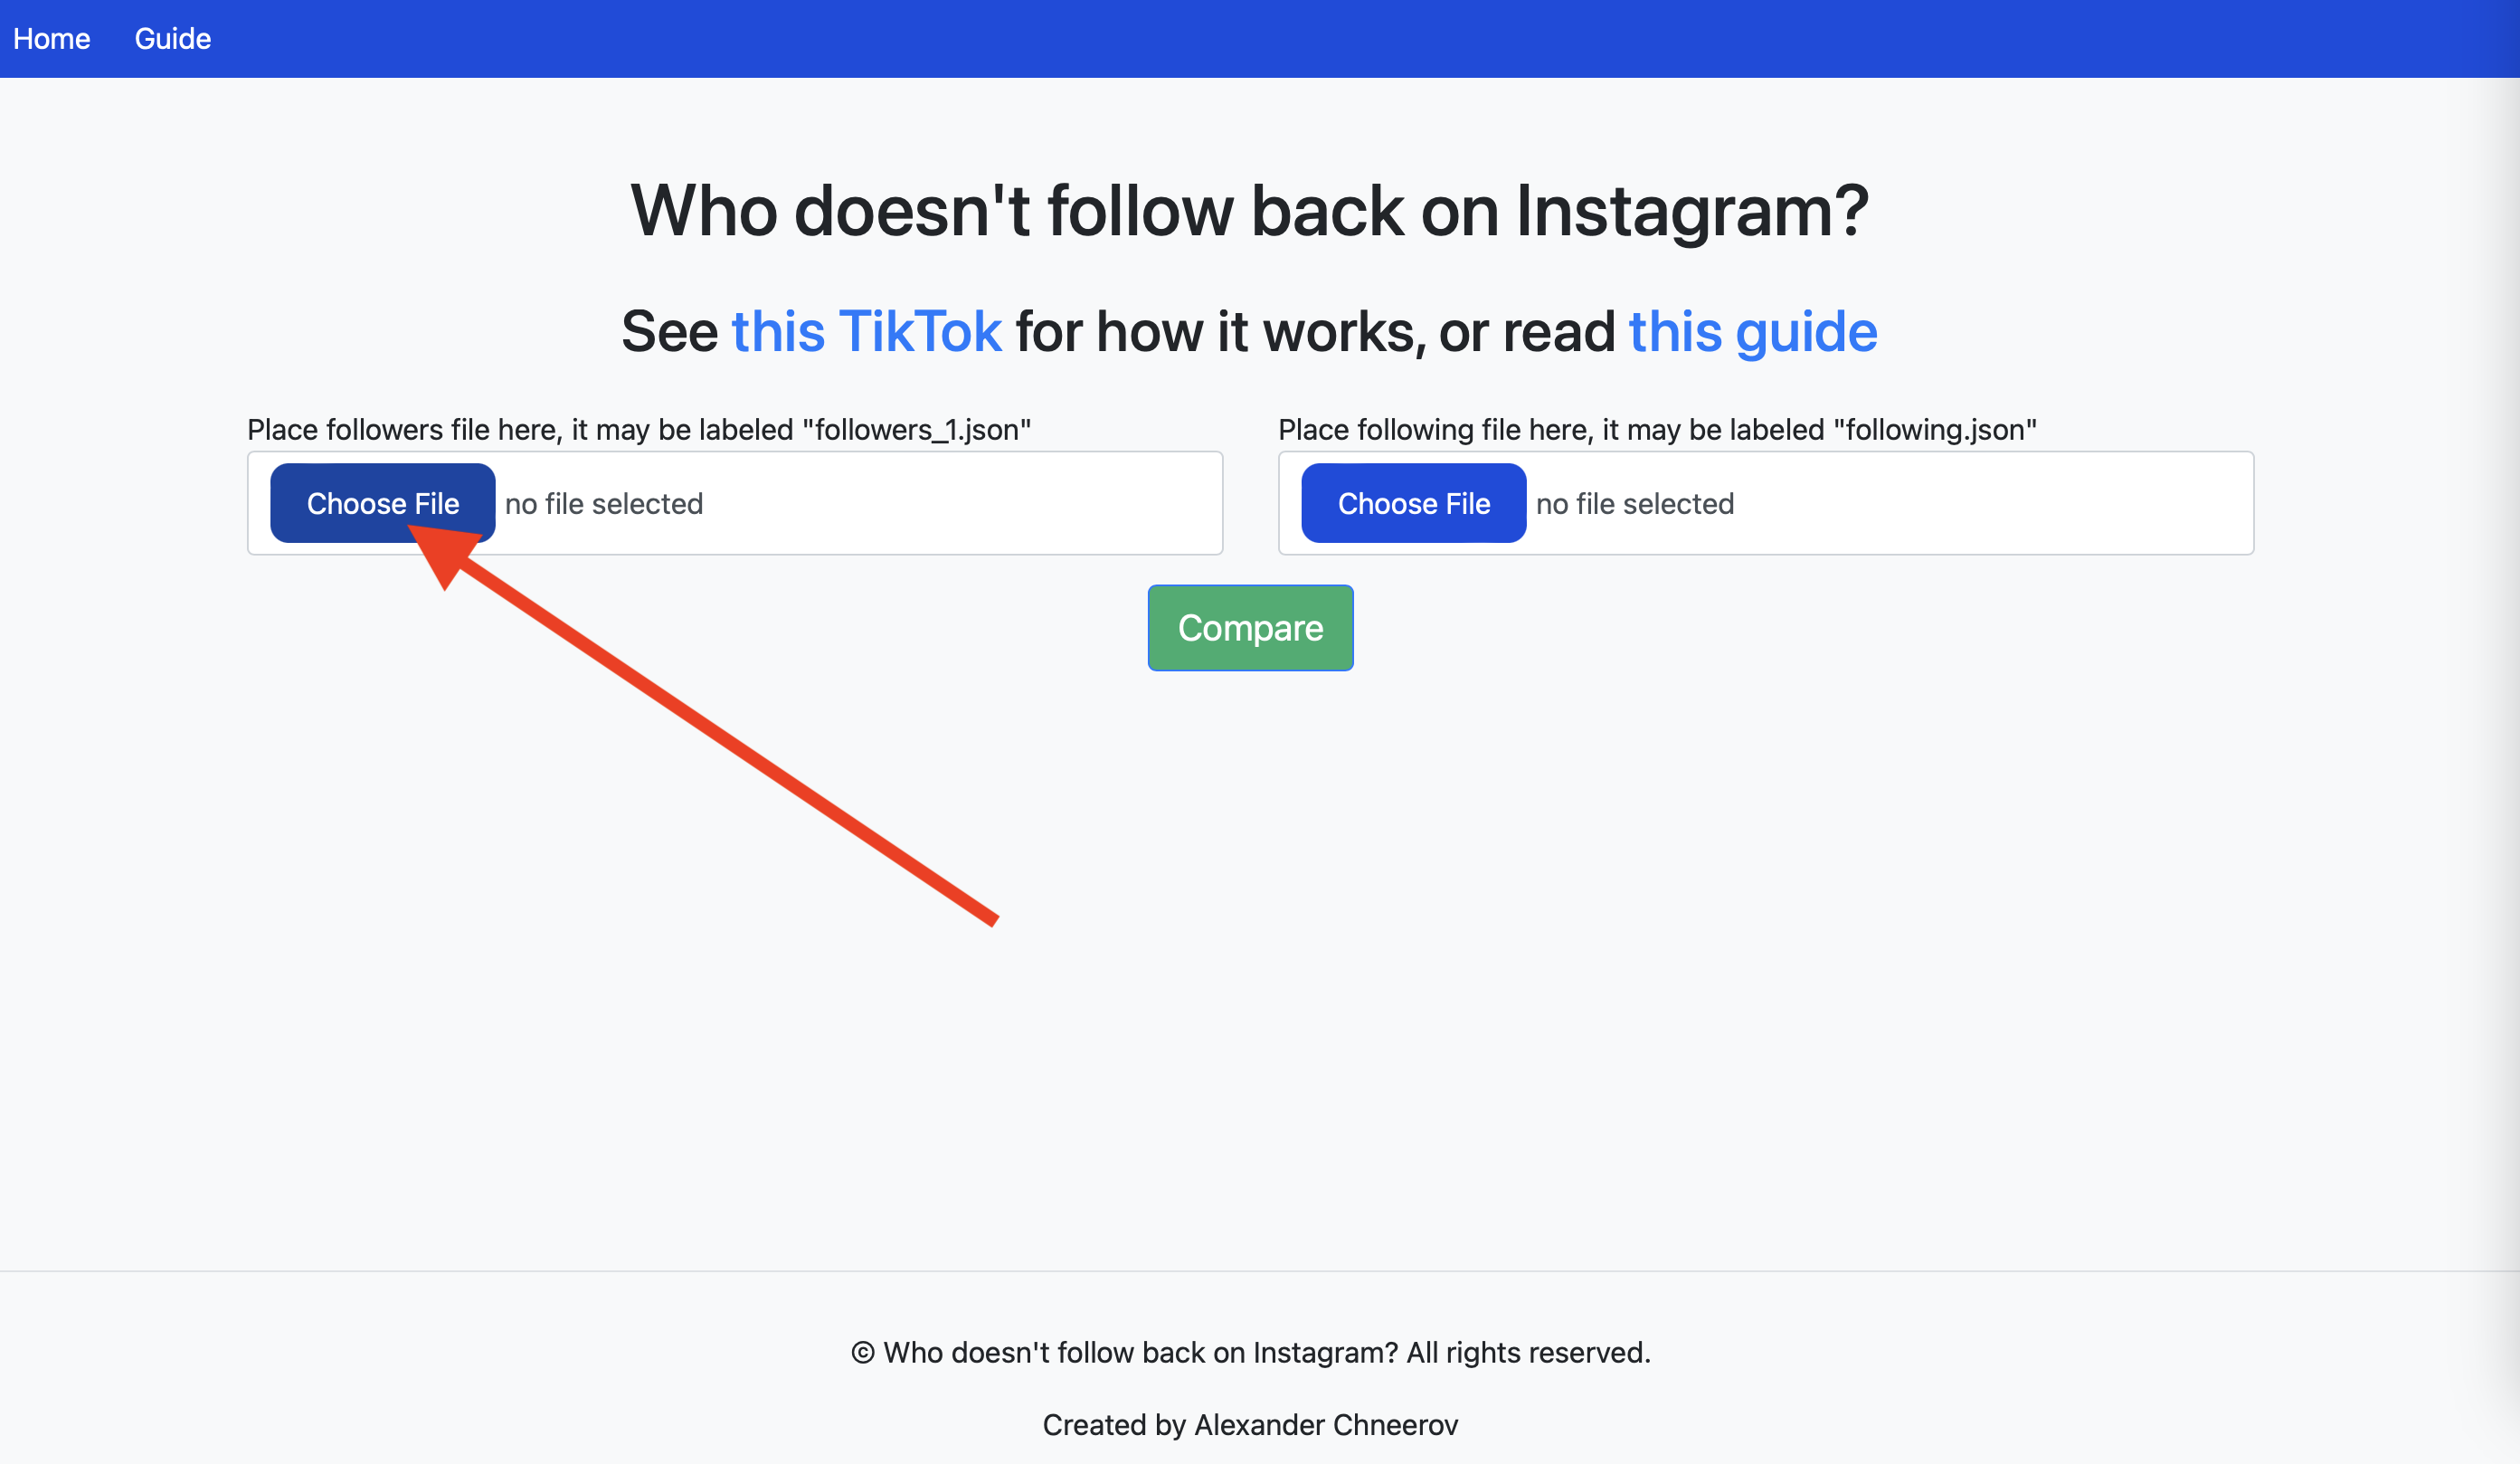 Home Guide
Who doesn't follow back on Instagram?
See this TikTok for how it works, or read this guide
Place followers file here, it may be labeled "followers_1.json"
Choose File no file selected
Place following file here, it may be labeled "following.json"
Choose File no file selected
Compare
© Who doesn't follow back on Instagram? All rights reserved.
Created by Alexander Chneerov